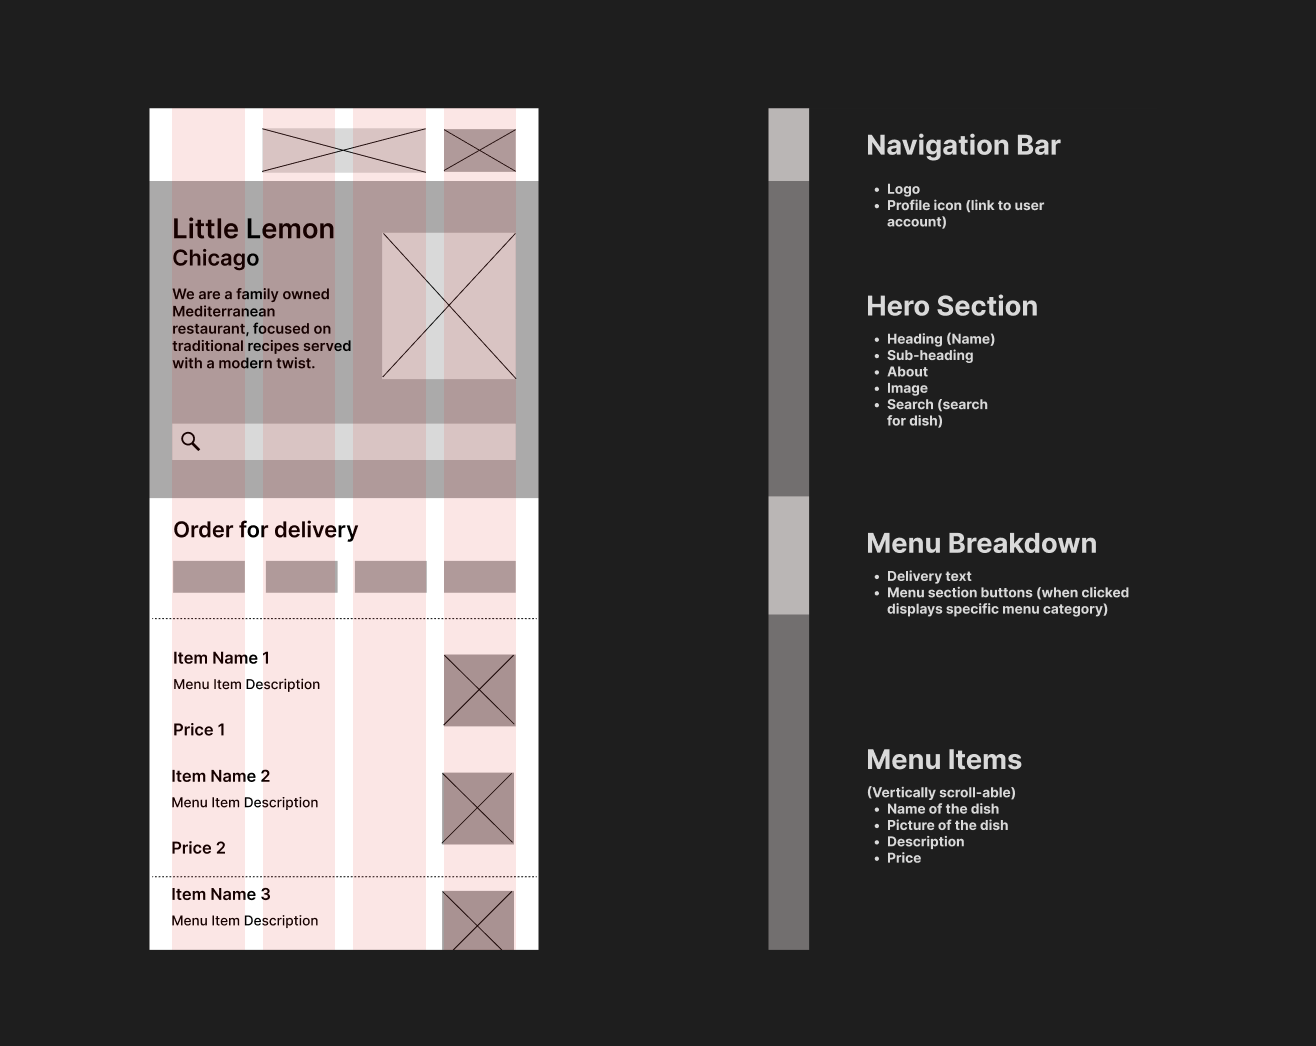 Little Lemon
Chicago
We are a family owned
Mediterranean
restaurant, focused on
traditional recipes served
with a modern twist.
Order for delivery
Item Name 1
Menu Item Description
Price 1
Item Name 2
Menu Item Description
Price 2
Item Name 3
Menu Item Description
Navigation Bar
• Logo
• Profile icon (link to user
account)
Hero Section
• Heading (Name)
• Sub-heading
• About
• Image
• Search (search
for dish)
Menu Breakdown
• Delivery text
• Menu section buttons (when clicked
displays specific menu category)
Menu Items
(Vertically scroll-able)
• Name of the dish
• Picture of the dish
• Description
• Price